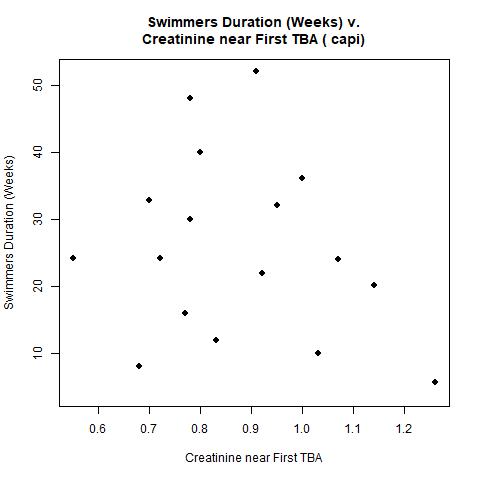 Swimmers Duration (Weeks) v.
Creatinine near First TBA ( capi)
Swimmers Duration (Weeks)
50
40
30
20
10
0.6 0.7 0.8 0.9 1.0 1.1 1.2
Creatinine near First TBA